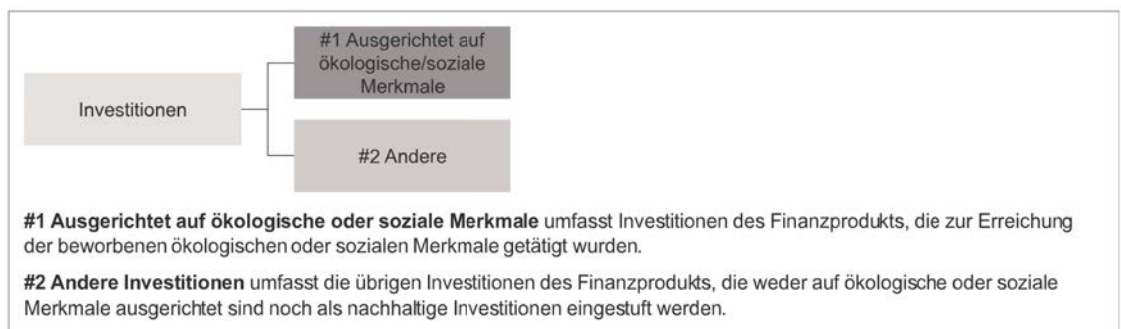 #1 Ausgerichtet auf
ökologische/soziale
Merkmale
Investitionen
#2 Andere
#1 Ausgerichtet auf ökologische oder soziale Merkmale umfasst Investitionen des Finanzprodukts, die zur Erreichung
der beworbenen ökologischen oder sozialen Merkmale getätigt wurden.
#2 Andere Investitionen umfasst die übrigen Investitionen des Finanzprodukts, die weder auf ökologische oder soziale
Merkmale ausgerichtet sind noch als nachhaltige Investitionen eingestuft werden.